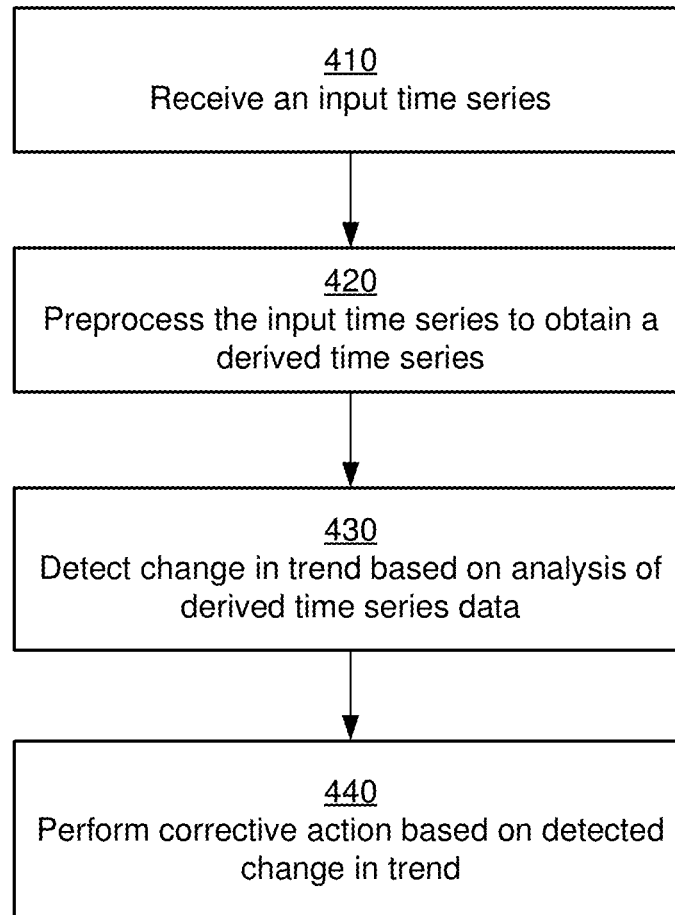 410
Receive an input time series
420
Preprocess the input time series to obtain a
derived time series
430
Detect change in trend based on analysis of
derived time series data
440
Perform corrective action based on detected
change in trend